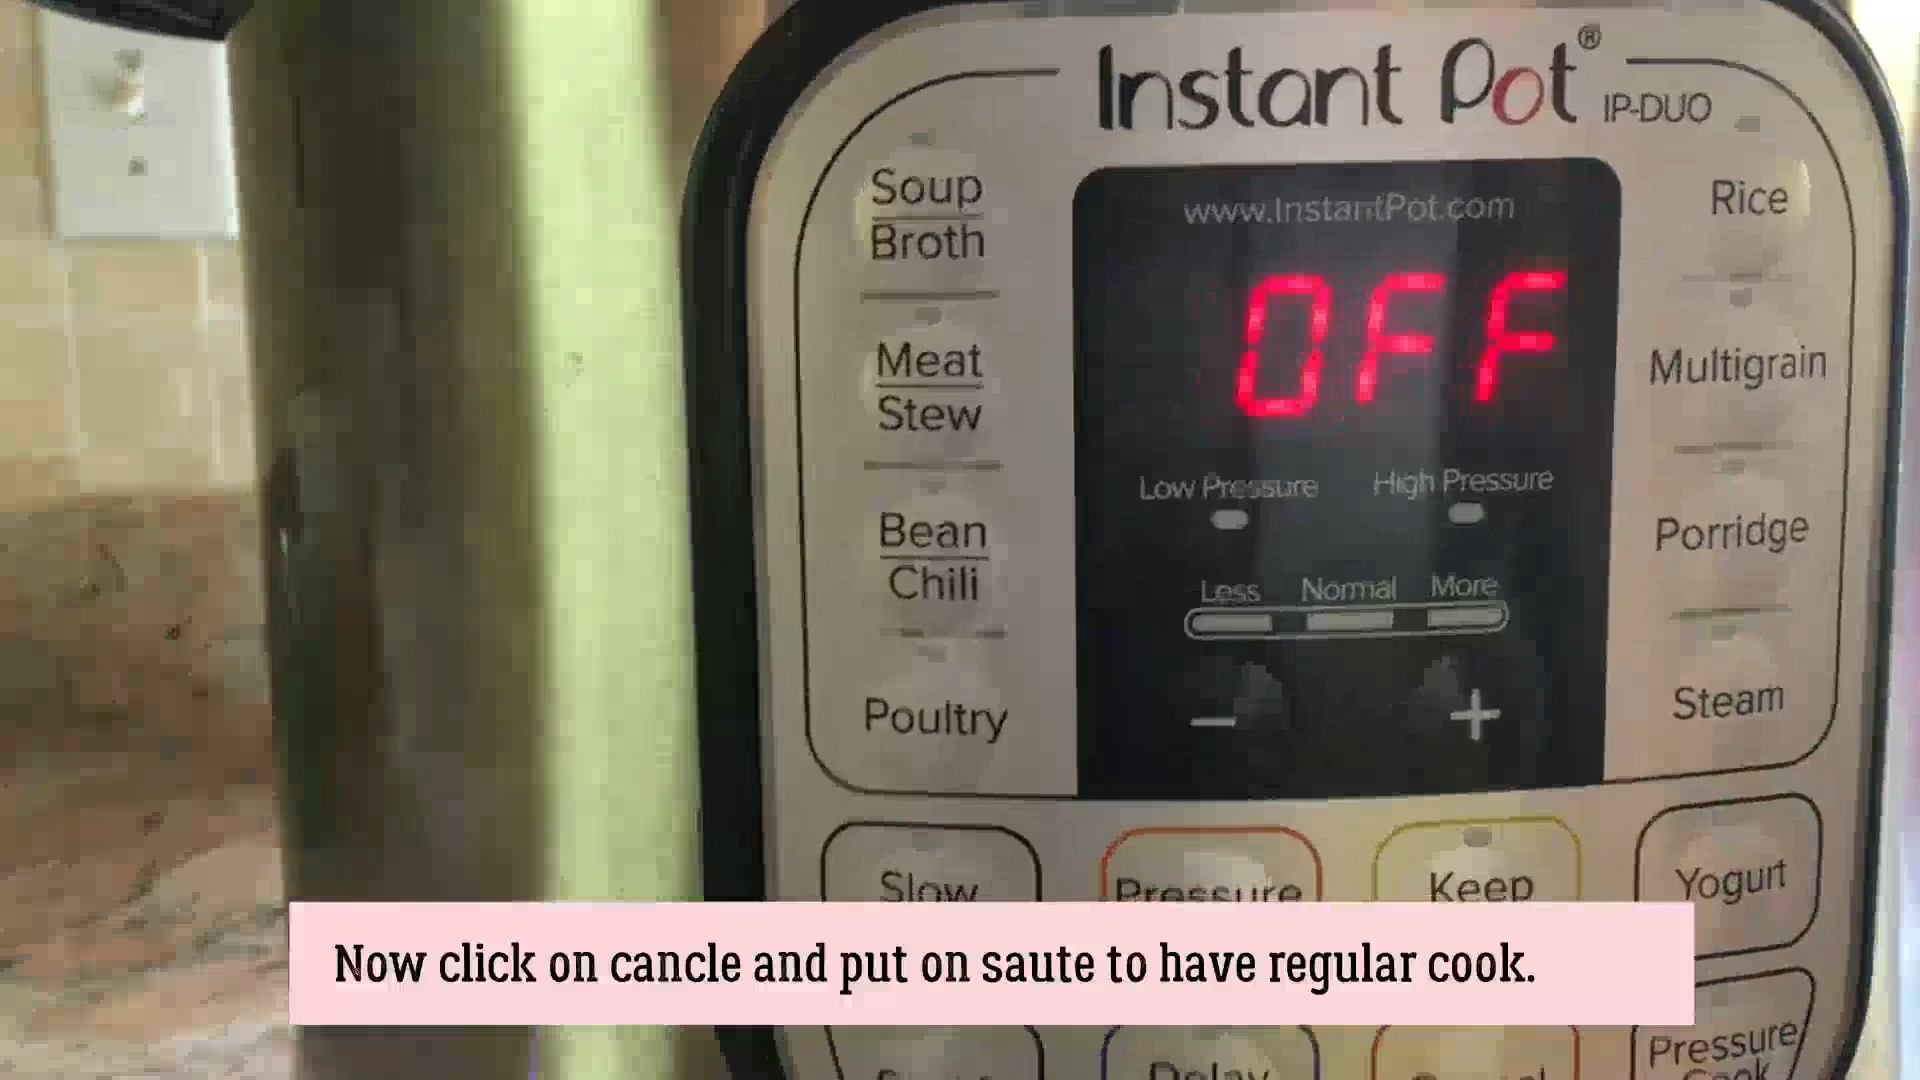 Instant Pot®
IP-DUO
Soup
Broth
Meat
Stew
Bean
Chili
Poultry
www.InstantPot.com
OFF
Low Pressure
High Pressure
Less
Normal
More
−
+
Rice
Multigrain
Porridge
Steam
Slow
Pressure
Keep
Yogurt
Now click on cancle and put on saute to have regular cook.
Delay
Pressure
Cook